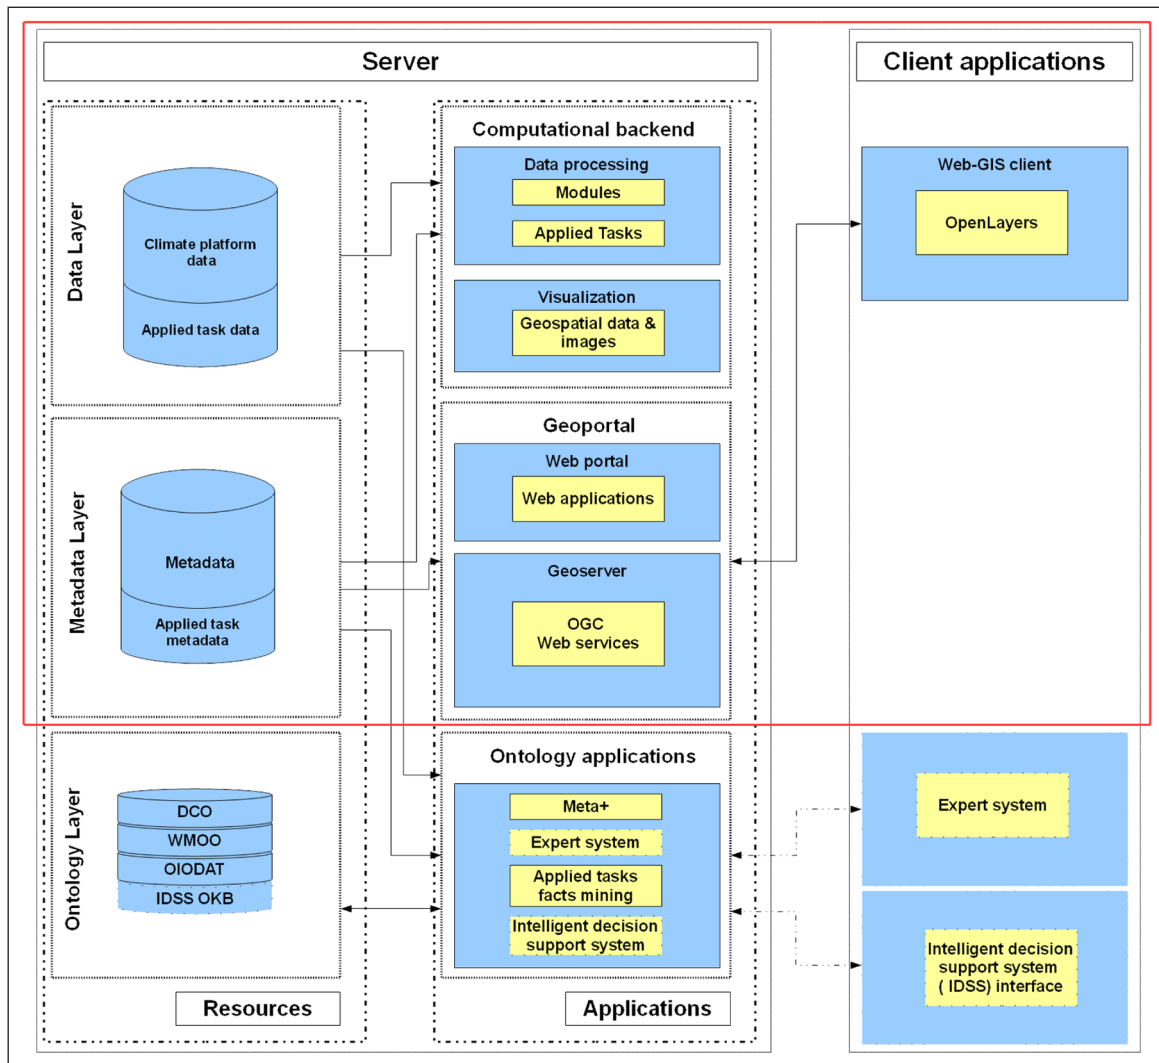 Server
Client applications
Data Layer
Climate platform
data
Applied task data
Computational backend
Data processing
Modules
Applied Tasks
Visualization
Geospatial data &
images
Web-GIS client
OpenLayers
Metadata Layer
Metadata
Applied task
metadata
Geoportal
Web portal
Web applications
Geoserver
OGC
Web services
Ontology Layer
DCO
WMOO
OIODAT
IDSS OKB
Ontology applications
Meta+
Expert system
Applied tasks
facts mining
Intelligent decision
support system
Expert system
Intelligent decision
support system
( IDSS) interface
Resources
Applications